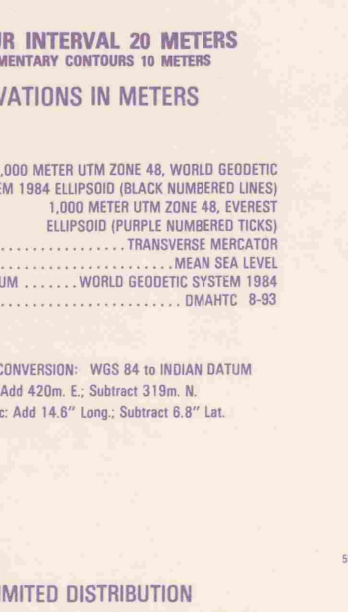 UR INTERVAL 20 METERS
MENTARY CONTOURS 10 METERS
VATIONS IN METERS
,000 METER UTM ZONE 48, WORLD GEODETIC
EM 1984 ELLIPSOID (BLACK NUMBERED LINES)
1,000 METER UTM ZONE 48, EVEREST
ELLIPSOID (PURPLE NUMBERED TICKS)
................TRANSVERSE MERCATOR
......................MEAN SEA LEVEL
UM .......WORLD GEODETIC SYSTEM 1984
....................... DMAHTC 8-93
CONVERSION: WGS 84 to INDIAN DATUM
Add 420m. E.; Subtract 319m. N.
c: Add 14.6" Long.; Subtract 6.8" Lat.
5
IMITED DISTRIBUTION